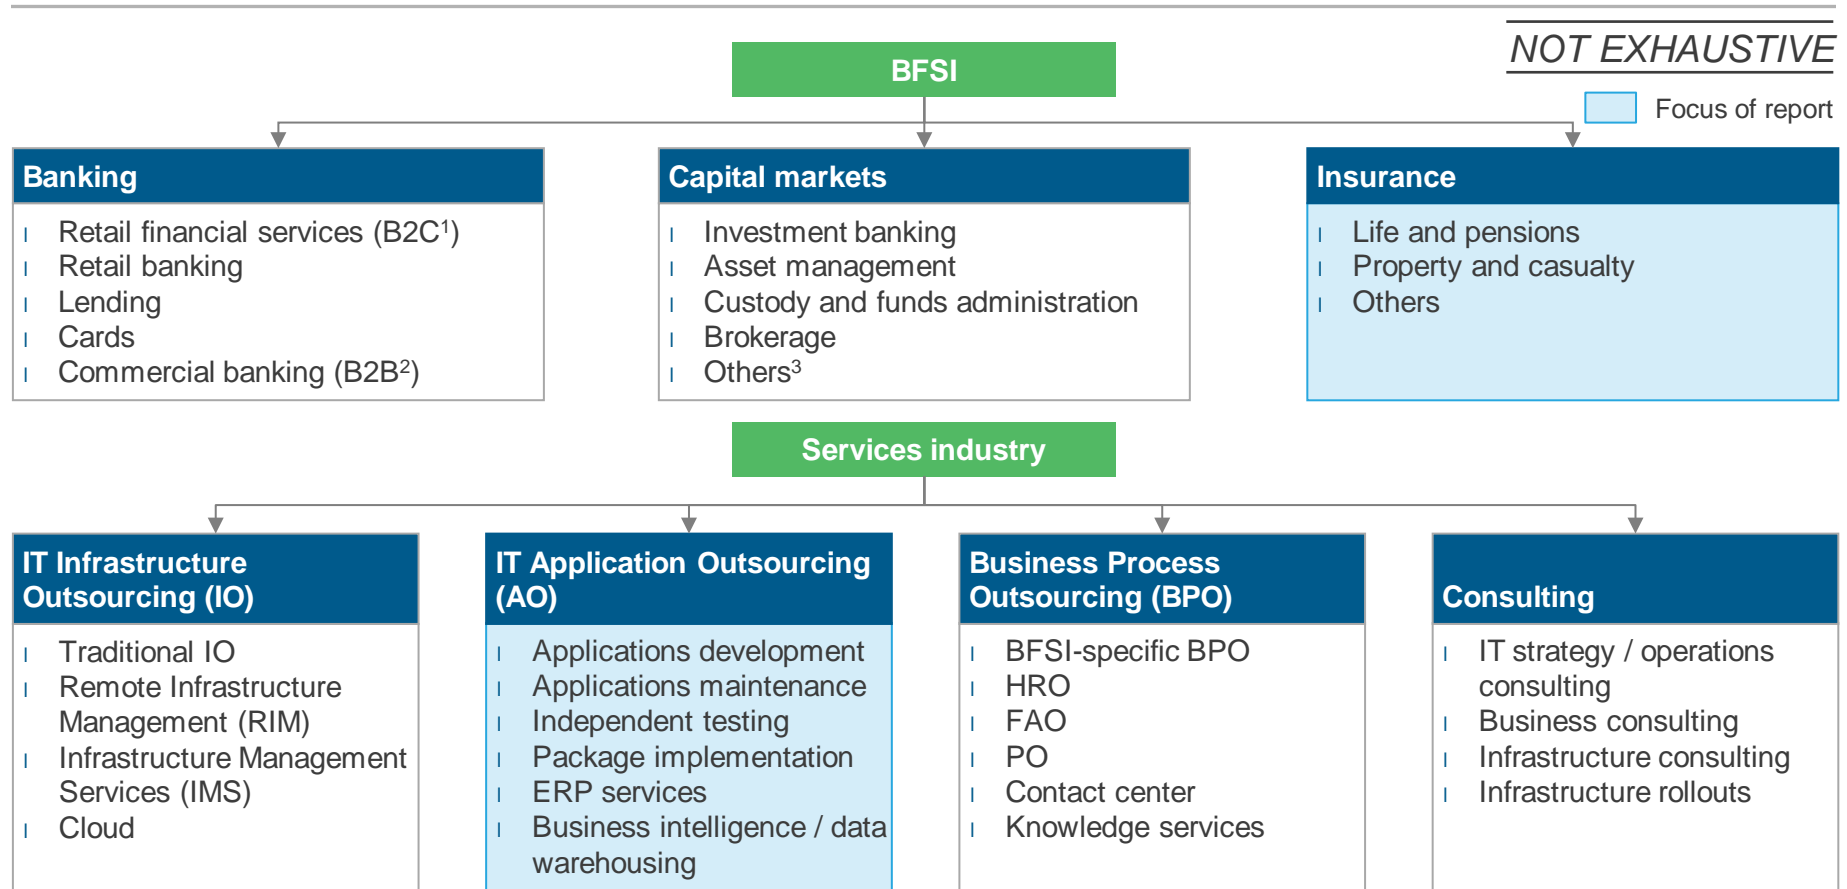 NOT EXHAUSTIVE
BFSI
Focus of report
Banking
Retail financial services (B2C¹)
Retail banking
Lending
Cards
Commercial banking (B2B²)
Capital markets
Investment banking
Asset management
Custody and funds administration
Brokerage
Others³
Insurance
Life and pensions
Property and casualty
Others
Services industry
IT Infrastructure
Outsourcing (IO)
Traditional IO
Remote Infrastructure
Management (RIM)
Infrastructure Management
Services (IMS)
Cloud
IT Application Outsourcing
(AO)
Applications development
Applications maintenance
Independent testing
Package implementation
ERP services
Business intelligence / data
warehousing
Business Process
Outsourcing (BPO)
BFSI-specific BPO
HRO
FAO
PO
Contact center
Knowledge services
Consulting
IT strategy / operations
consulting
Business consulting
Infrastructure consulting
Infrastructure rollouts